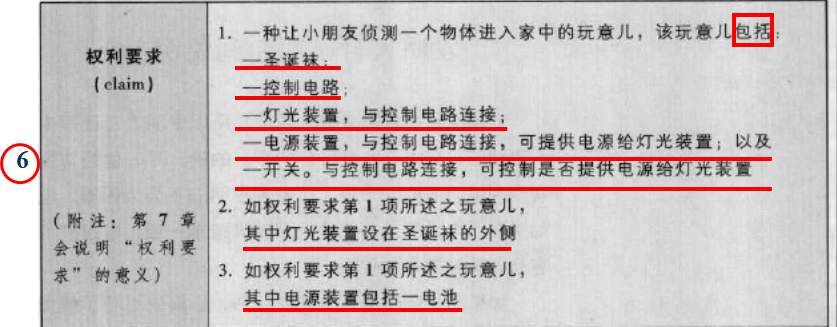 权利要求
(claim)
6
(附注：第 7 章
会说明“权利要
求”的意义)
1. 一种让小朋友侦测一个物体进入家中的玩意儿，该玩意儿包括：
一圣诞袜；
一控制电路；
一灯光装置，与控制电路连接；
一电源装置，与控制电路连接，可提供电源给灯光装置；以及
一开关。与控制电路连接，可控制是否提供电源给灯光装置
2. 如权利要求第 1 项所述之玩意儿，
其中灯光装置设在圣诞袜的外侧
3. 如权利要求第 1 项所述之玩意儿，
其中电源装置包括一电池